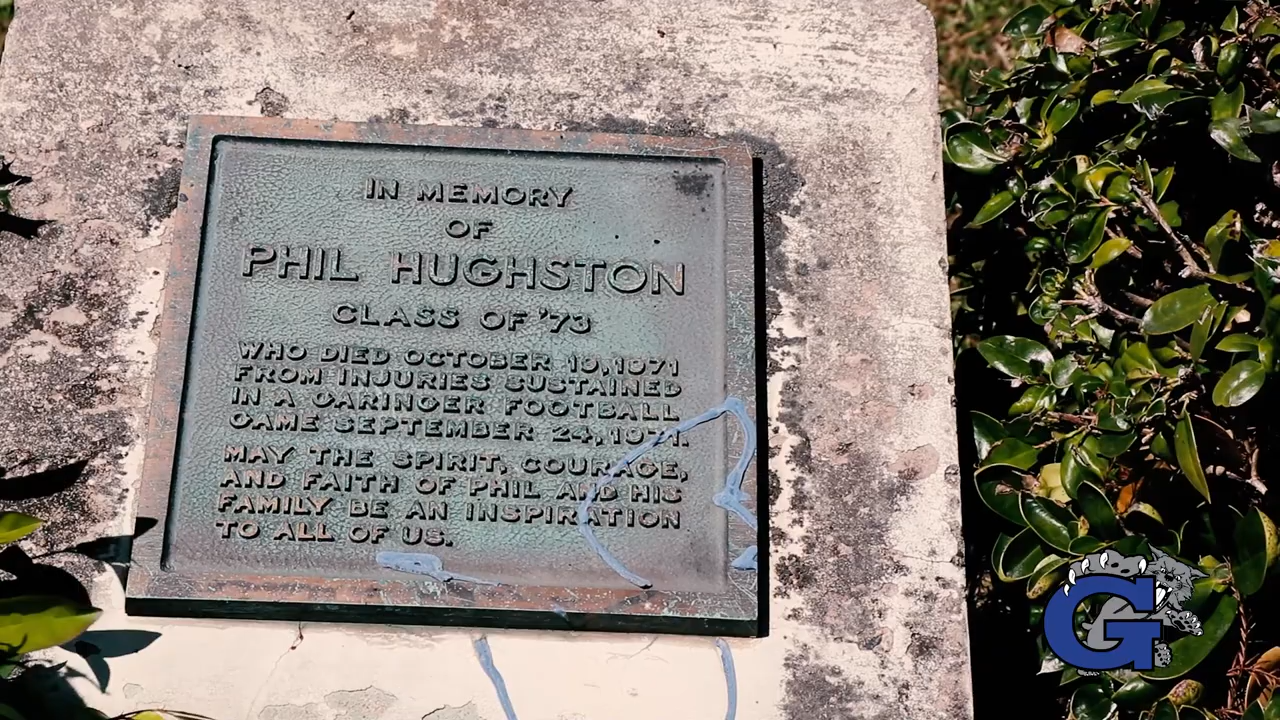 IN MEMORY
OF
PHIL HUGHSTON
CLASS OF '73
WHO DIED OCTOBER 19, 1971
FROM INJURIES SUSTAINED
IN A GARINGER FOOTBALL
GAME SEPTEMBER 24, 1971.
MAY THE SPIRIT, COURAGE,
AND FAITH OF PHIL AND HIS
FAMILY BE AN INSPIRATION
TO ALL OF US.
G